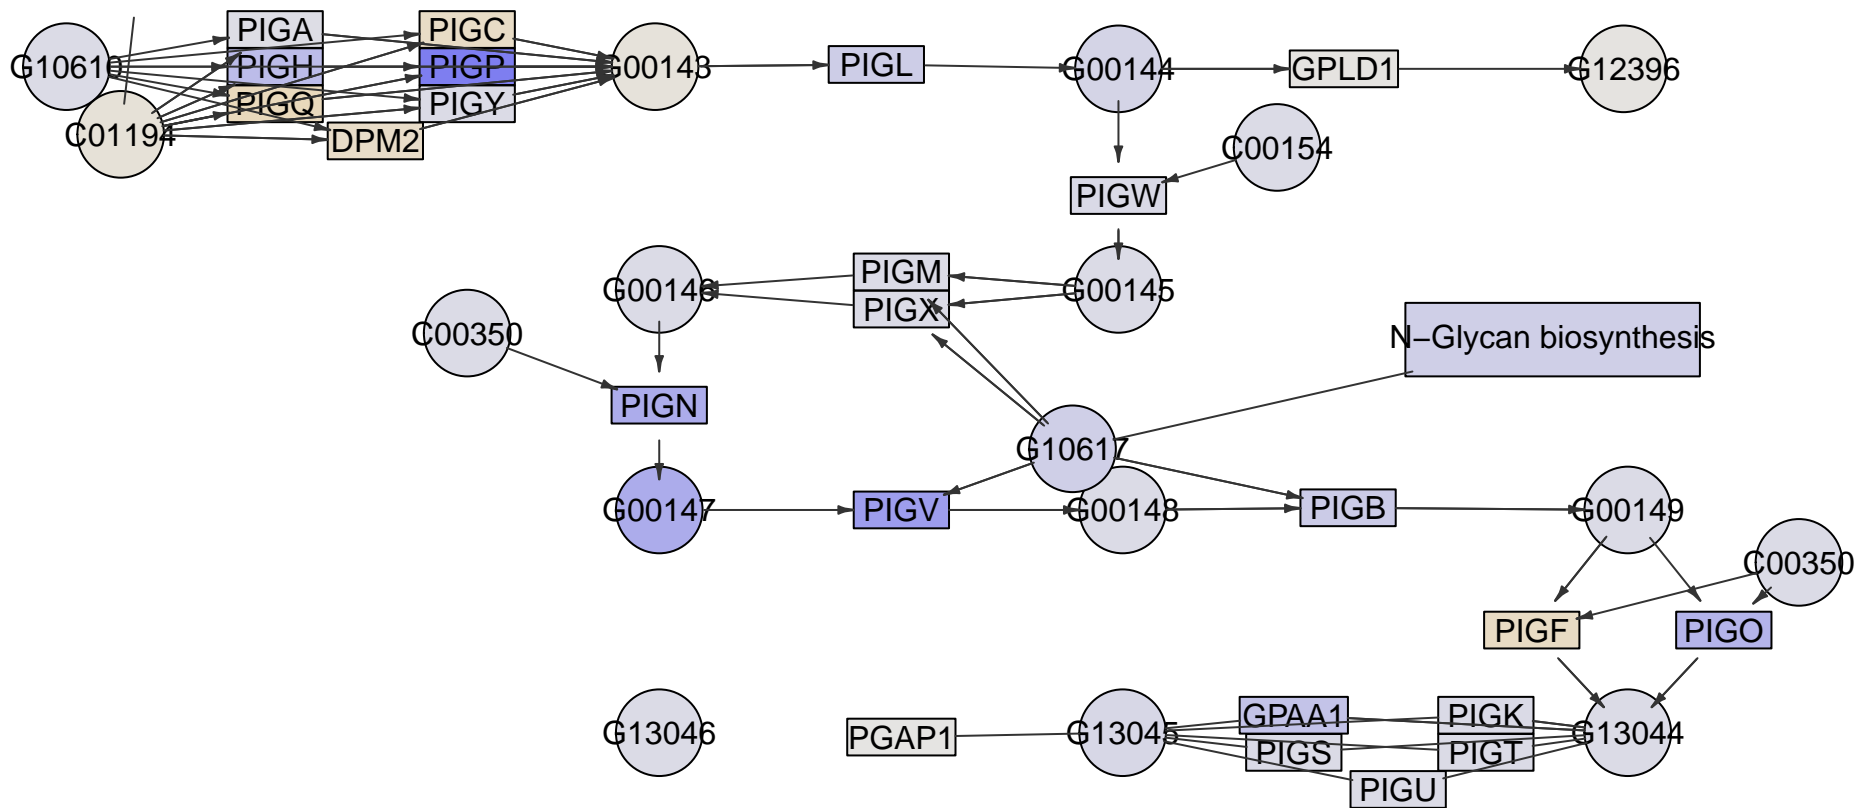 PIGA
PIGC
G10610
PIGH
PIGP
G00143
PIGL
G00144
GPLD1
G12396
PIGQ
PIGY
C01194
DPM2
C00154
PIGW
PIGM
G00146
G00145
PIGX
C00350
N−Glycan biosynthesis
PIGN
G10617
G00147
PIGV
G00148
PIGB
G00149
C00350
PIGF
PIGO
GPAA1
PIGK
G13046
PGAP1
G13045
G13044
PIGS
PIGT
PIGU